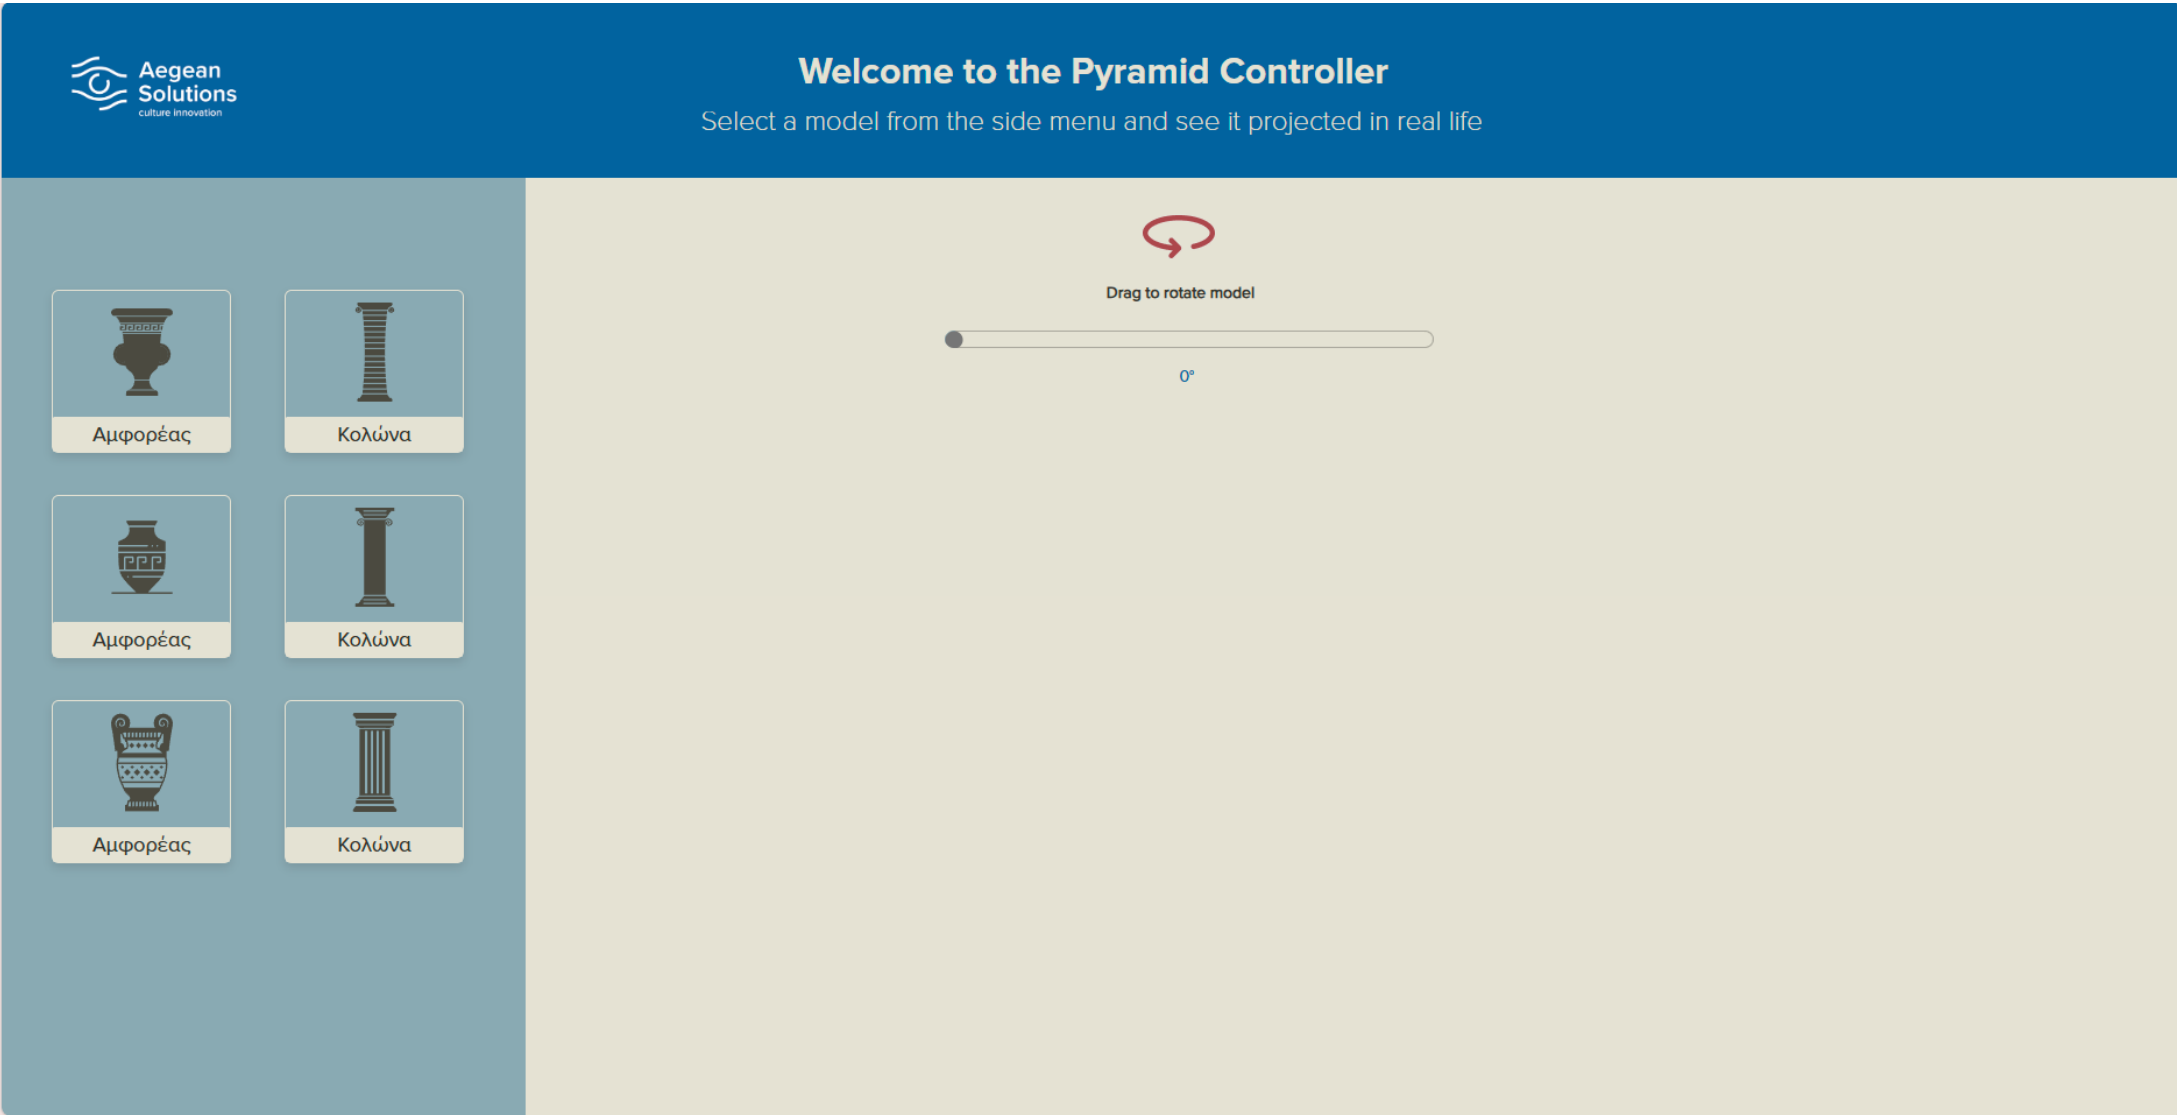 Aegean
Solutions
culture innovation
Welcome to the Pyramid Controller
Select a model from the side menu and see it projected in real life
Αμφορέας
Κολώνα
Αμφορέας
Κολώνα
Αμφορέας
Κολώνα
Drag to rotate model
0°